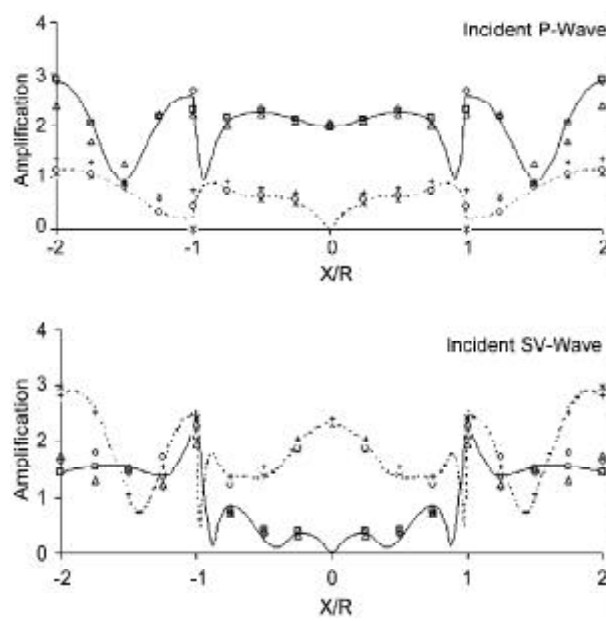 Incident P-Wave
4
3
2
1
0
Amplification
-2 -1 0 1 2
X/R
Incident SV-Wave
4
3
2
1
0
Amplification
-2 -1 0 1 2
X/R